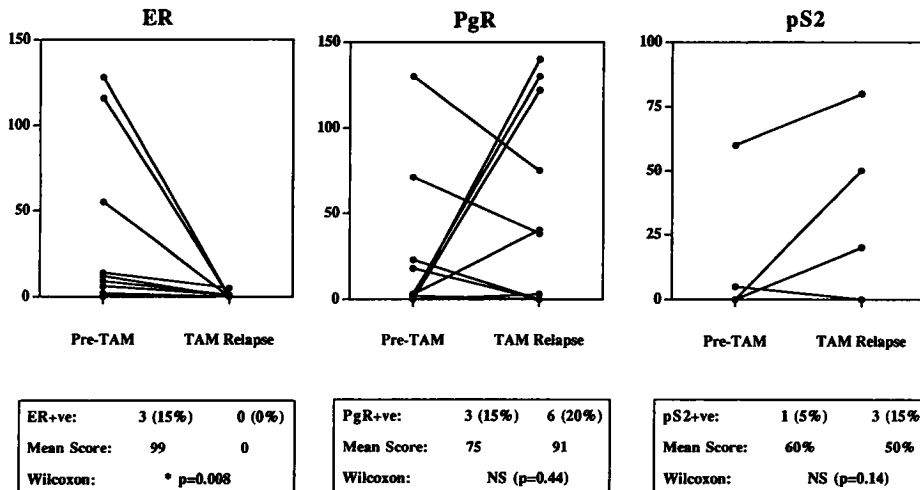 ER PgR pS2
150 150 100
100 100 75
50 50 50
25
0 0 0
Pre-TAM TAM Relapse Pre-TAM TAM Relapse Pre-TAM TAM Relapse
ER+ve: 3 (15%) 0 (0%)
Mean Score: 99 0
Wilcoxon: * p=0.008
PgR+ve: 3 (15%) 6 (20%)
Mean Score: 75 91
Wilcoxon: NS (p=0.44)
pS2+ve: 1 (5%) 3 (15%
Mean Score: 60% 50%
Wilcoxon: NS (p=0.14)